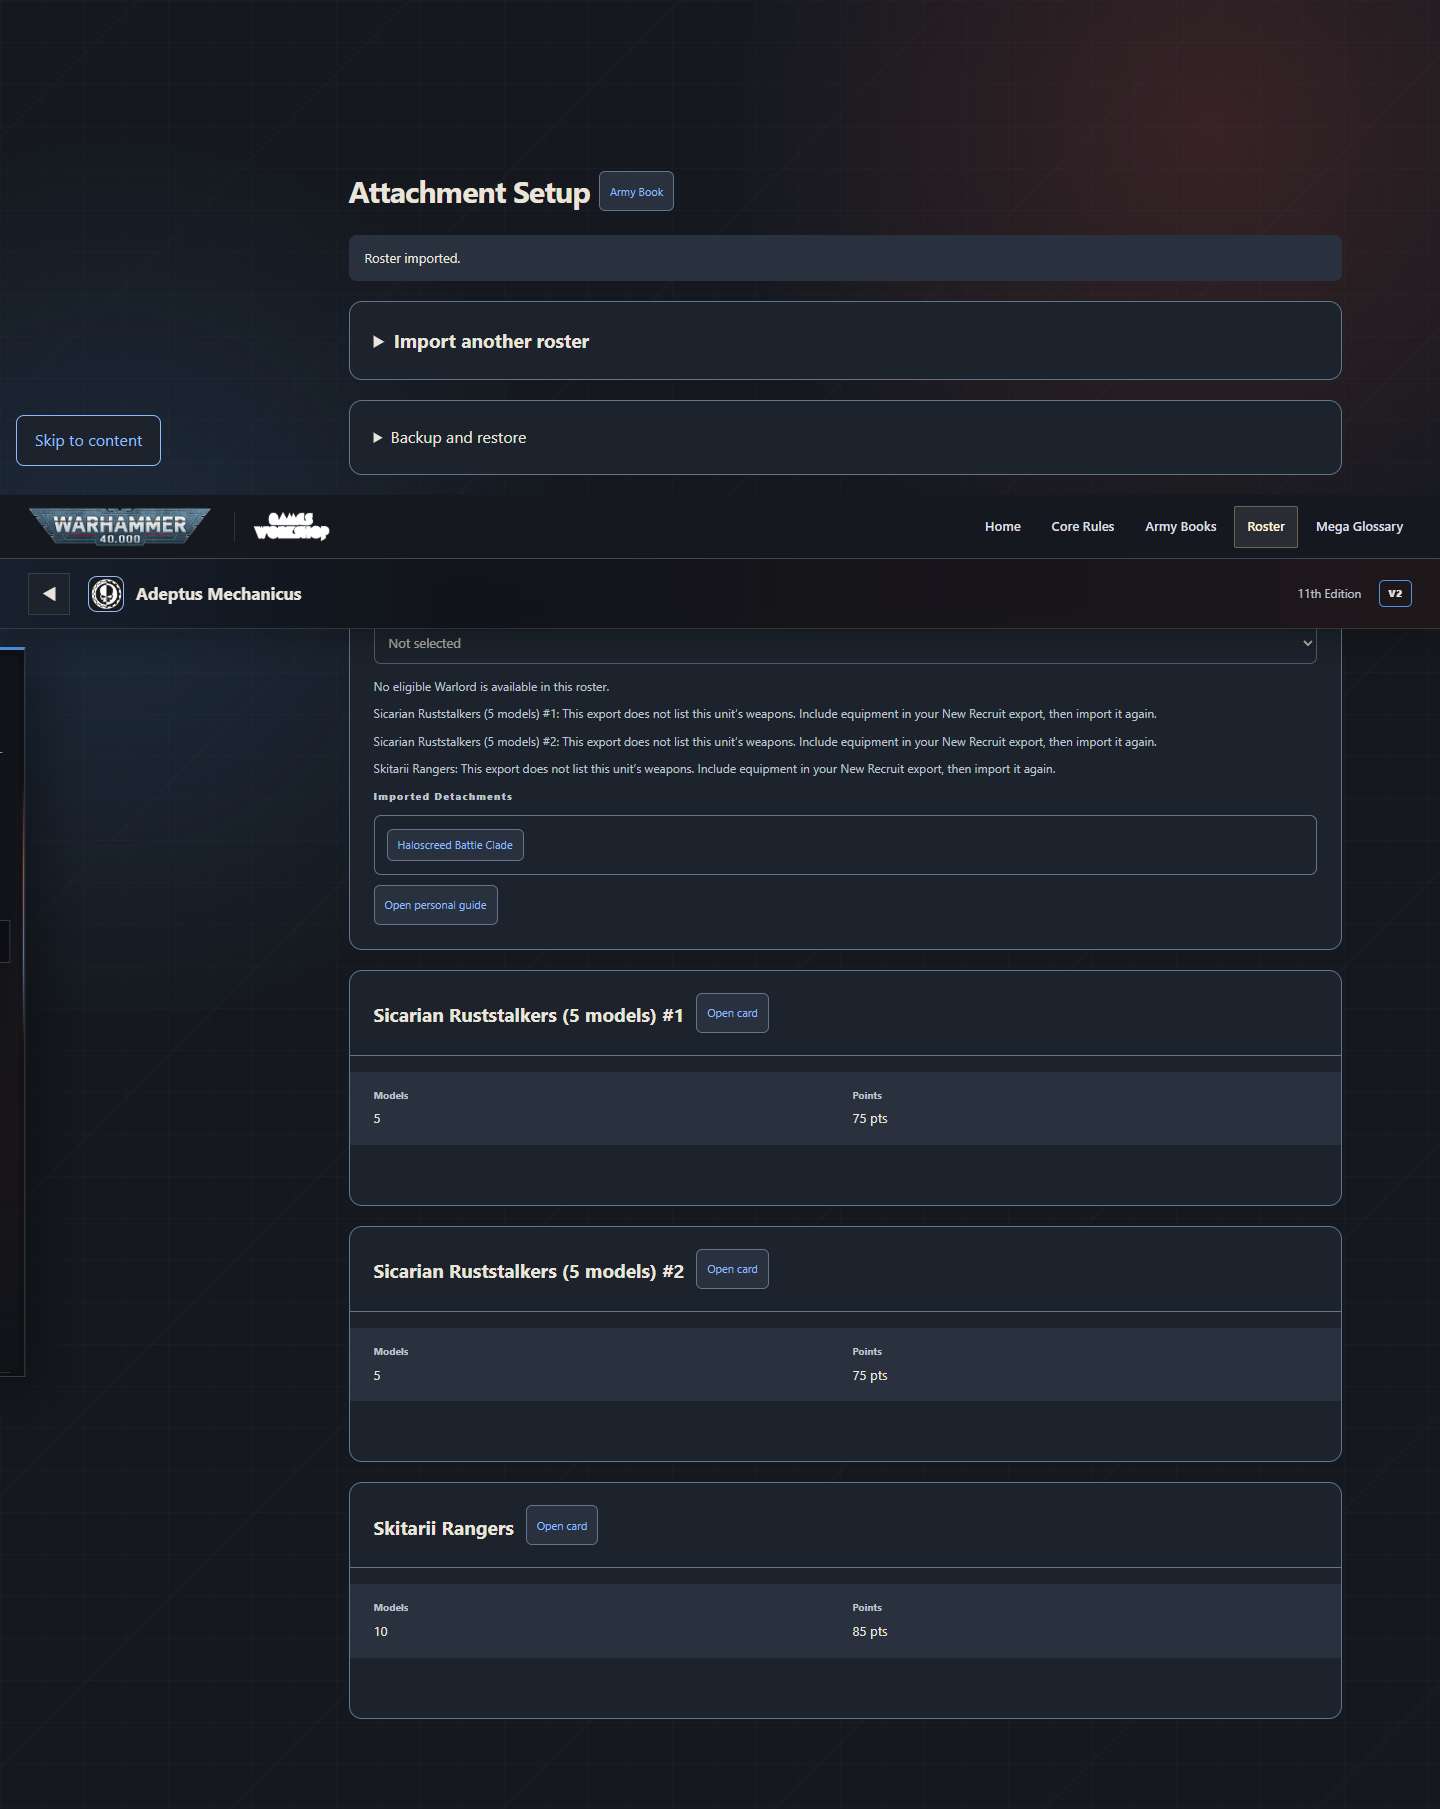 Attachment Setup
Army Book
Roster imported.
Import another roster
Backup and restore
Skip to content
WARHAMMER
40,000
GAMES
WORKSHOP
Home
Core Rules
Army Books
Roster
Mega Glossary
Adeptus Mechanicus
11th Edition
V2
Not selected
No eligible Warlord is available in this roster.
Sicarian Ruststalkers (5 models) #1: This export does not list this unit's weapons. Include equipment in your New Recruit export, then import it again.
Sicarian Ruststalkers (5 models) #2: This export does not list this unit's weapons. Include equipment in your New Recruit export, then import it again.
Skitarii Rangers: This export does not list this unit's weapons. Include equipment in your New Recruit export, then import it again.
Imported Detachments
Haloscreed Battle Clade
Open personal guide
Sicarian Ruststalkers (5 models) #1
Open card
Models
Points
5
75 pts
Sicarian Ruststalkers (5 models) #2
Open card
Models
Points
5
75 pts
Skitarii Rangers
Open card
Models
Points
10
85 pts